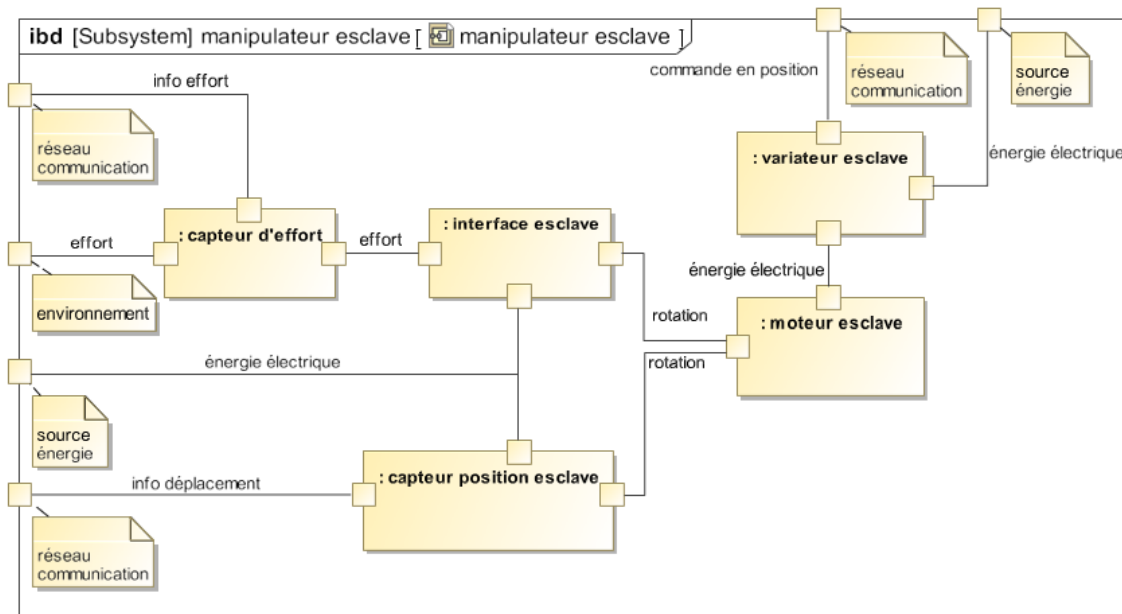 ibd [Subsystem] manipulateur esclave [ manipulateur esclave ]
info effort
réseau
communication
commande en position
réseau
communication
source
énergie
: variateur esclave
énergie électrique
effort
: capteur d'effort
effort
: interface esclave
environnement
énergie électrique
rotation
: moteur esclave
rotation
énergie électrique
source
énergie
: capteur position esclave
info déplacement
réseau
communication